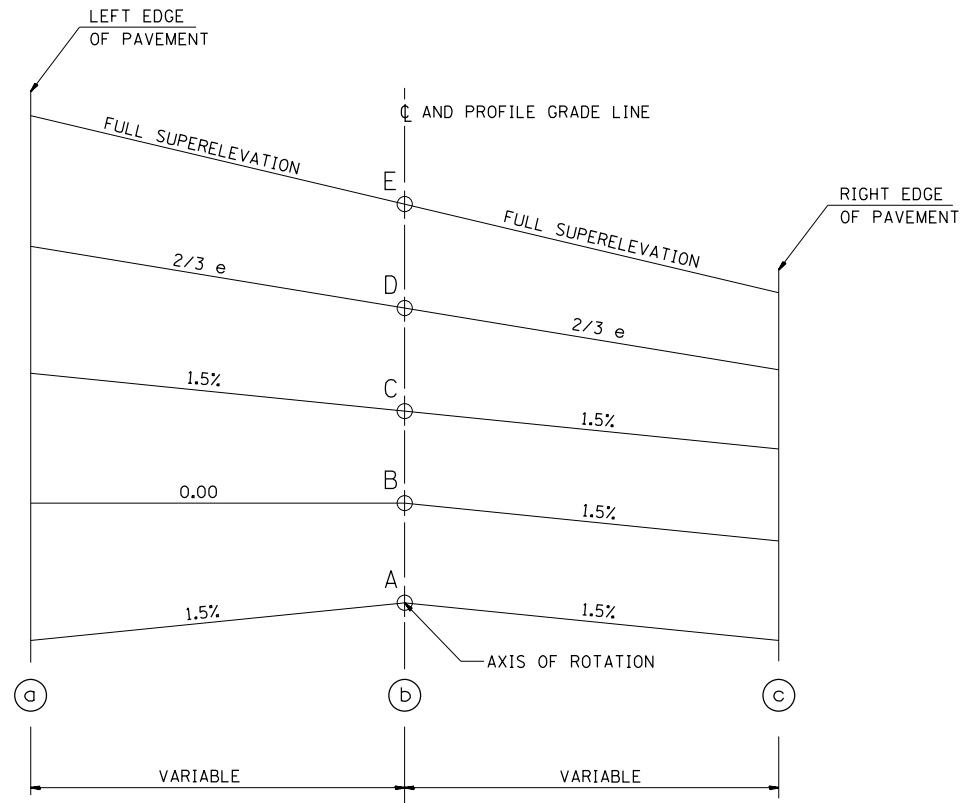 LEFT EDGE
OF PAVEMENT
℄ AND PROFILE GRADE LINE
FULL SUPERELEVATION
E
RIGHT EDGE
OF PAVEMENT
FULL SUPERELEVATION
2/3 e
D
2/3 e
1.5%
C
1.5%
0.00
B
1.5%
A
1.5%
1.5%
AXIS OF ROTATION
a
b
c
VARIABLE
VARIABLE